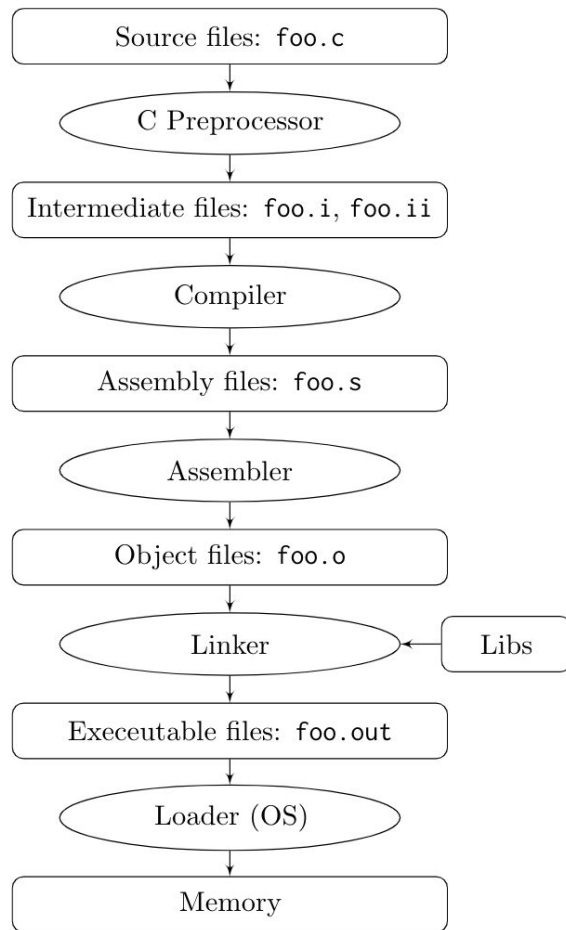 Source files: foo.c
C Preprocessor
Intermediate files: foo.i, foo.ii
Compiler
Assembly files: foo.s
Assembler
Object files: foo.o
Linker
Libs
Execeutable files: foo.out
Loader (OS)
Memory